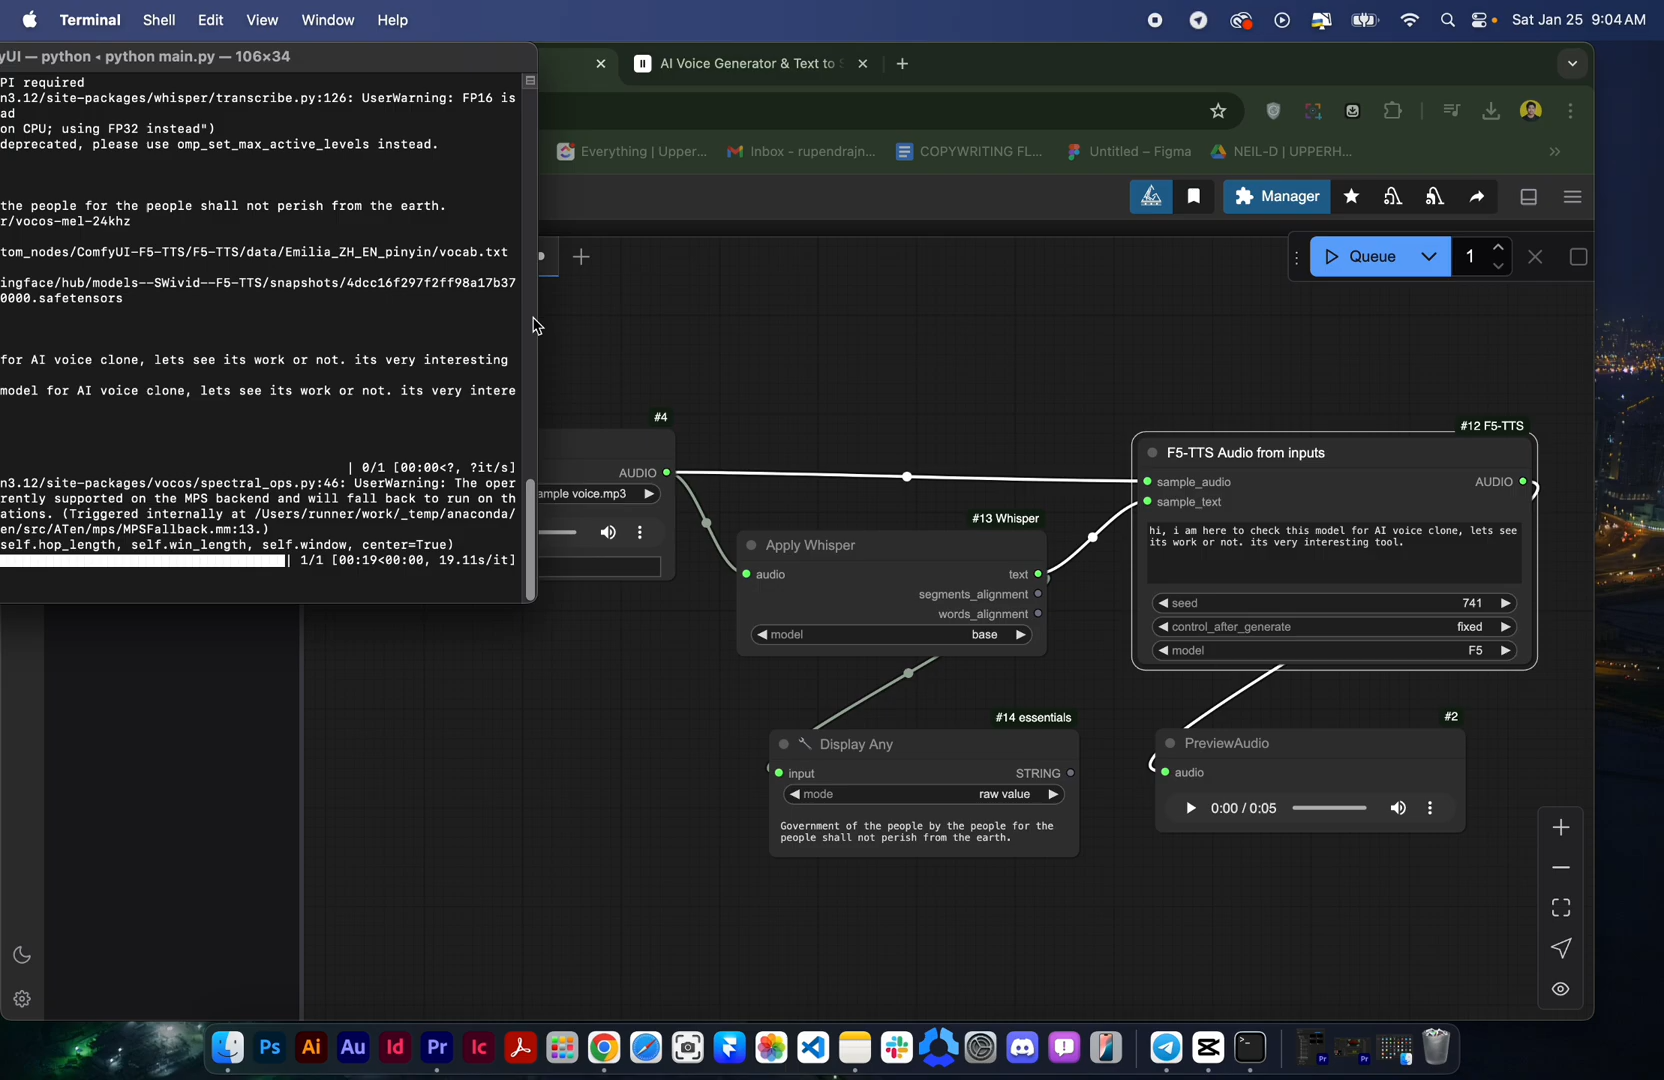 Terminal Shell Edit View Window Help
Sat Jan 25 9:04 AM
yUI — python ◂ python main.py — 106×34
AI Voice Generator & Text to
PI required
n3.12/site-packages/whisper/transcribe.py:126: UserWarning: FP16 is
ad
on CPU; using FP32 instead")
deprecated, please use omp_set_max_active_levels instead.
the people for the people shall not perish from the earth.
r/vocos-mel-24khz
tom_nodes/ComfyUI-F5-TTS/F5-TTS/data/Emilia_ZH_EN_pinyin/vocab.txt
ingface/hub/models--SWivid--F5-TTS/snapshots/4dcc16f297f2ff98a17b37
0000.safetensors
for AI voice clone, lets see its work or not. its very interesting
model for AI voice clone, lets see its work or not. its very intere
| 0/1 [00:00<?, ?it/s]
n3.12/site-packages/vocos/spectral_ops.py:46: UserWarning: The oper
rently supported on the MPS backend and will fall back to run on th
ations. (Triggered internally at /Users/runner/work/_temp/anaconda/
en/src/ATen/mps/MPSFallback.mm:13.)
self.hop_length, self.win_length, self.window, center=True)
| 1/1 [00:19<00:00, 19.11s/it]
Everything | Upper... Inbox - rupendrajn... COPYWRITING FL... Untitled – Figma NEIL-D | UPPERH...
Manager
Queue 1
#4
AUDIO
ample voice.mp3
#13 Whisper
Apply Whisper
audio text
segments_alignment
words_alignment
model base
#12 F5-TTS
F5-TTS Audio from inputs
sample_audio AUDIO
sample_text
hi, i am here to check this model for AI voice clone, lets see
its work or not. its very interesting tool.
seed 741
control_after_generate fixed
model F5
#14 essentials
Display Any
input STRING
mode raw value
Government of the people by the people for the
people shall not perish from the earth.
#2
PreviewAudio
audio
0:00 / 0:05
Ps Ai Au Id Pr Ic
Pr Pr